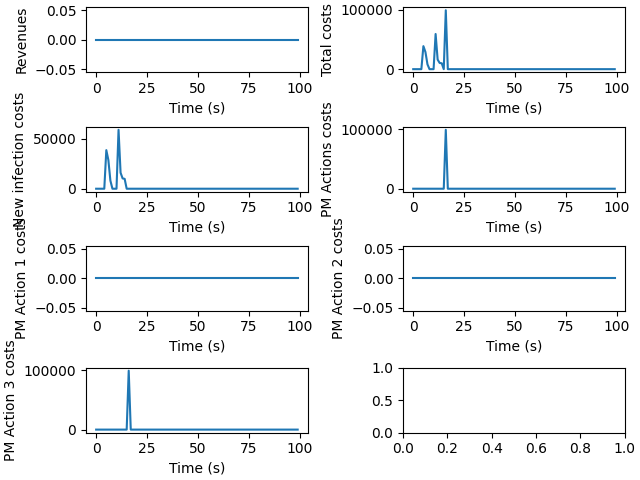 Revenues
0.05
0.00
−0.05
0 25 50 75 100
Time (s)
Total costs
100000
0
0 25 50 75 100
Time (s)
New infection costs
50000
0
0 25 50 75 100
Time (s)
PM Actions costs
100000
0
0 25 50 75 100
Time (s)
PM Action 1 costs
0.05
0.00
−0.05
0 25 50 75 100
Time (s)
PM Action 2 costs
0.05
0.00
−0.05
0 25 50 75 100
Time (s)
PM Action 3 costs
100000
0
0 25 50 75 100
Time (s)
1.0
0.5
0.0
0.0 0.2 0.4 0.6 0.8 1.0